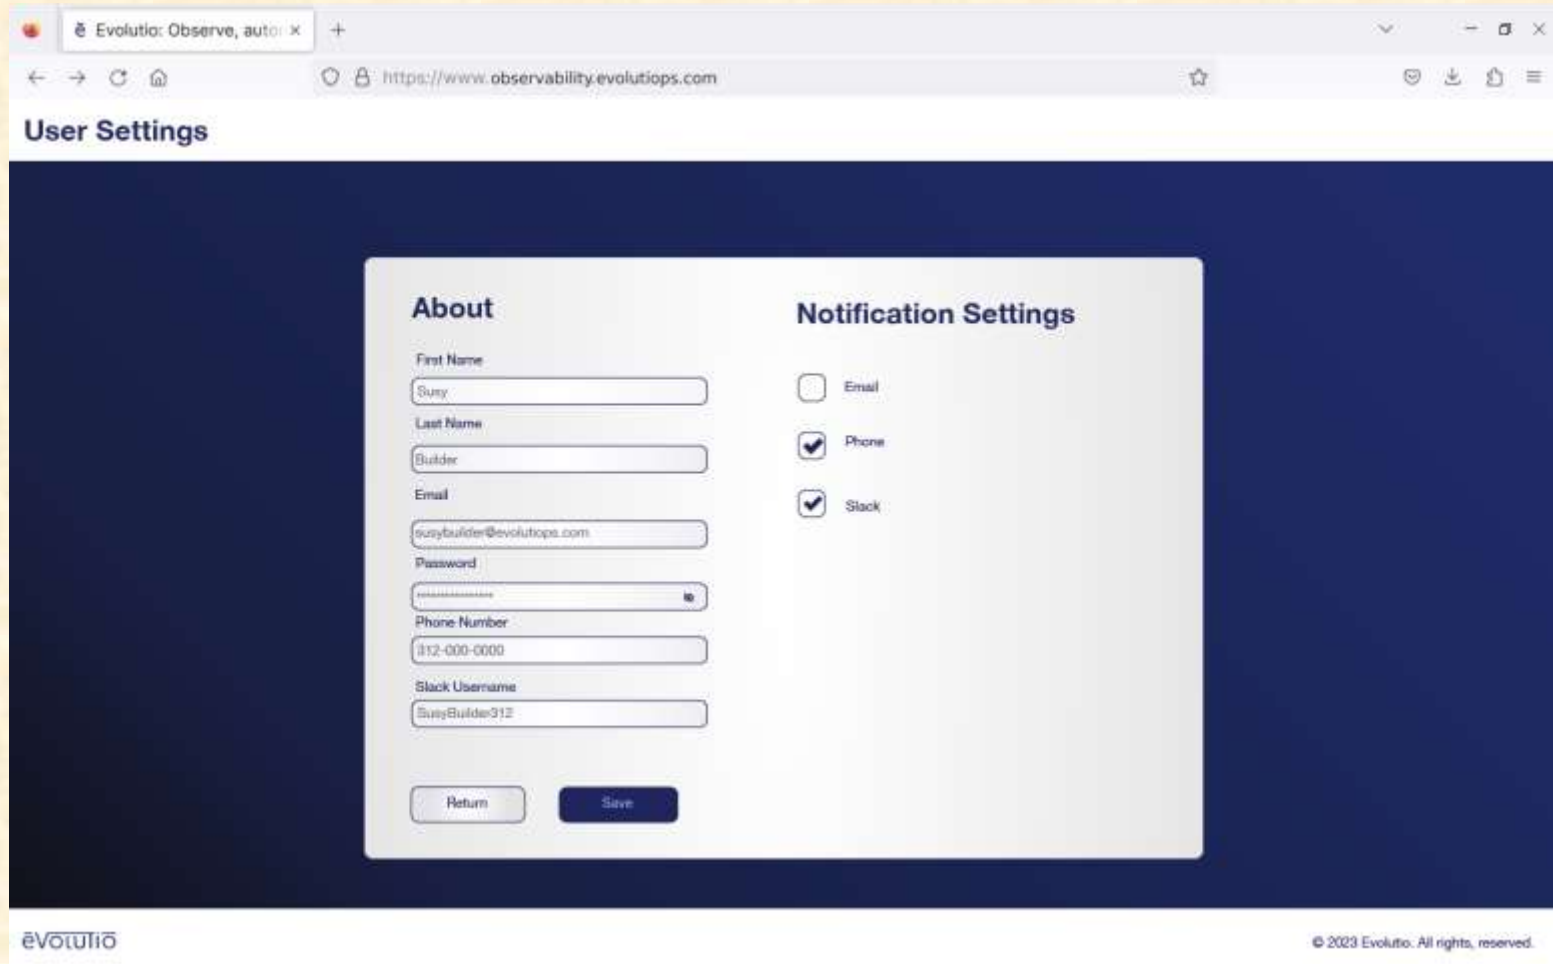 ē Evolutio: Observe, auto
https://www.observability.evolutiops.com
User Settings
About
First Name
Susy
Last Name
Builder
Email
susybuilder@evolutiops.com
Password
Phone Number
312-000-0000
Slack Username
SusyBuilder312
Return
Save
Notification Settings
Email
Phone
Slack
ēVOLUTIŌ
© 2023 Evolutio. All rights, reserved.